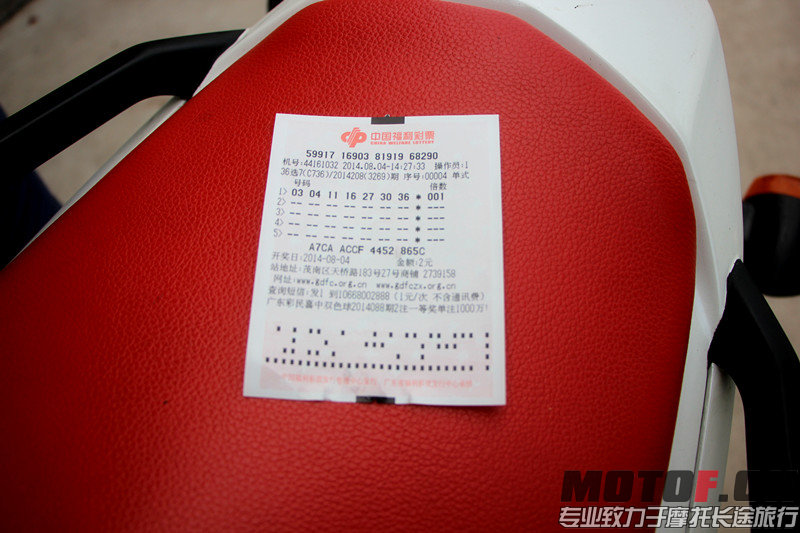 中国福利彩票
CHINA WELFARE LOTTERY
59917 16903 81919 68290
机号:44161032 2014.08.04-14:27:33 操作员:1
36选7(C736)/2014208(3269)期 序号:00004 单式
号码 倍数
1> 03 04 11 16 27 30 36 * 001
2> -- -- -- -- -- -- -- * ---
3> -- -- -- -- -- -- -- * ---
4> -- -- -- -- -- -- -- * ---
5> -- -- -- -- -- -- -- * ---
A7CA ACCF 4452 865C
开奖日:2014-08-04 金额:2元
站地址:茂南区天桥路183号27号商铺 2739158
网址:www.gdfc.org.cn www.gdfczx.org.cn
查询短信:发1 到10668002888 (1元/次 不含通讯费)
广东彩民喜中双色球2014088期2注一等奖单注1000万!
专业致力于摩托长途旅行